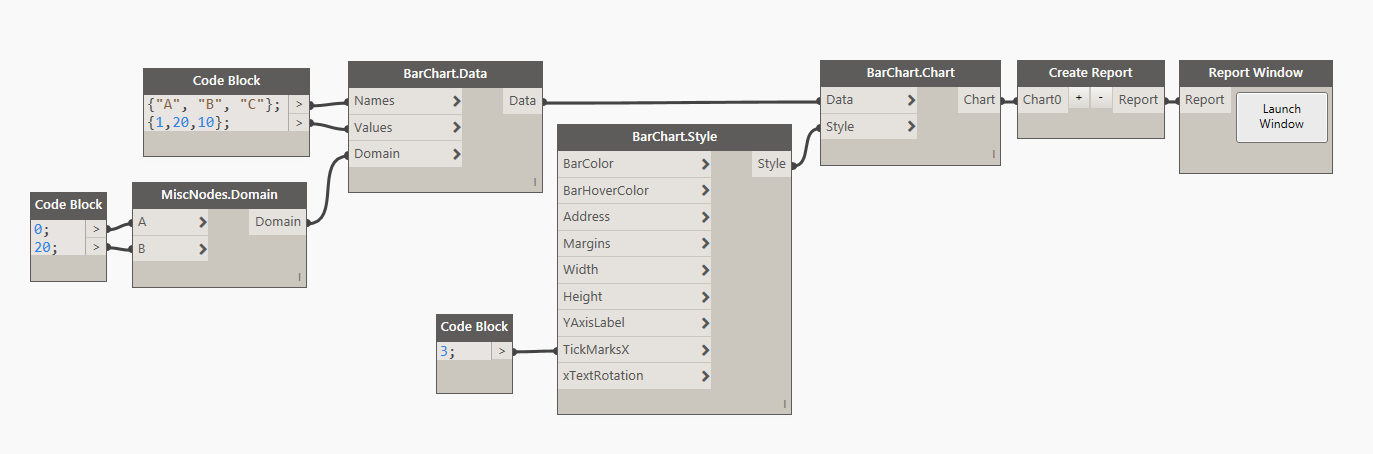 Code Block
{"A", "B", "C"}; >
{1,20,10}; >
BarChart.Data
Names
Values
Domain
Data
Code Block
0; >
20; >
MiscNodes.Domain
A
B
Domain
Code Block
3; >
BarChart.Style
BarColor
BarHoverColor
Address
Margins
Width
Height
YAxisLabel
TickMarksX
xTextRotation
Style
BarChart.Chart
Data
Style
Chart
Create Report
Chart0 + - Report
Report Window
Report
Launch
Window